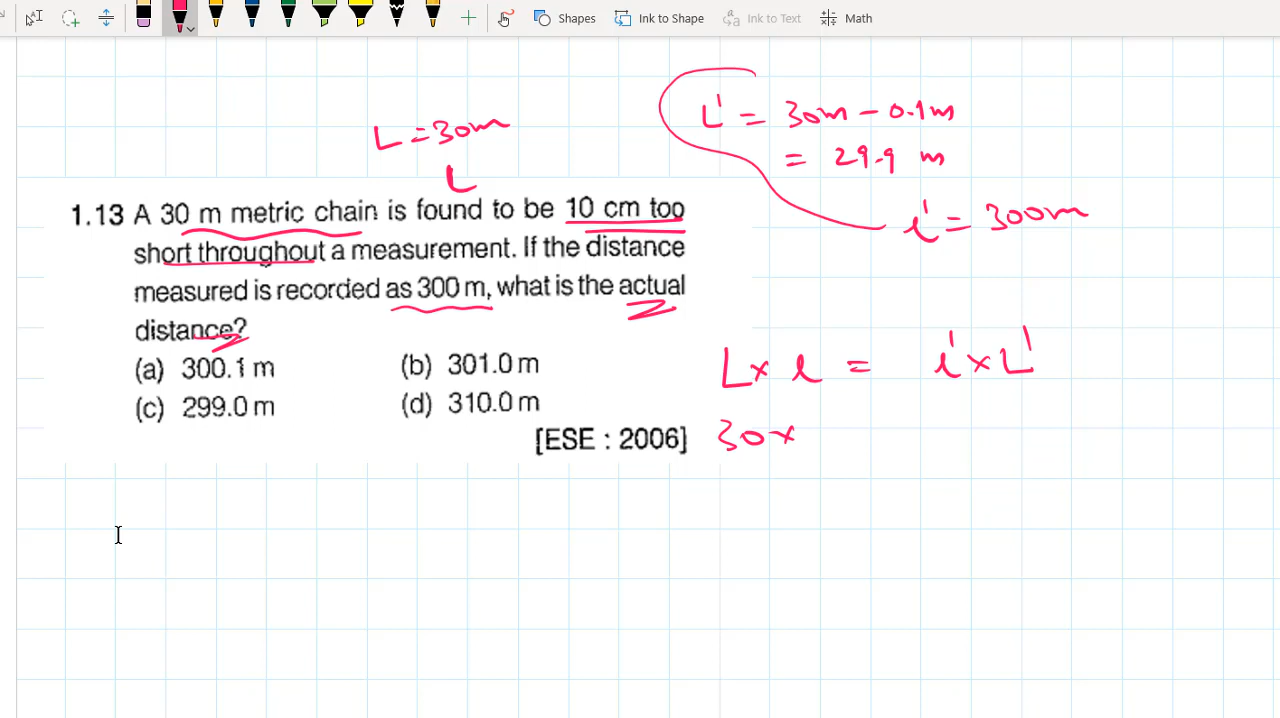 Shapes Ink to Shape Ink to Text Math
L = 30m
L
L' = 30m - 0.1m
= 29.9 m
l' = 300m
1.13 A 30 m metric chain is found to be 10 cm too
short throughout a measurement. If the distance
measured is recorded as 300 m, what is the actual
distance?
(a) 300.1 m (b) 301.0 m
(c) 299.0 m (d) 310.0 m
[ESE : 2006]
L × l = l' × L'
30 ×